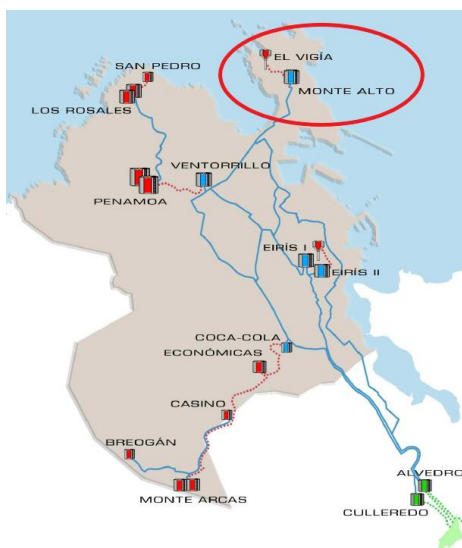 EL VIGÍA
SAN PEDRO
MONTE ALTO
LOS ROSALES
VENTORRILLO
PENAMOA
EIRÍS I
EIRÍS II
COCA-COLA
ECONÓMICAS
CASINO
BREOGÁN
ALVEDRO
MONTE ARCAS
CULLEREDO